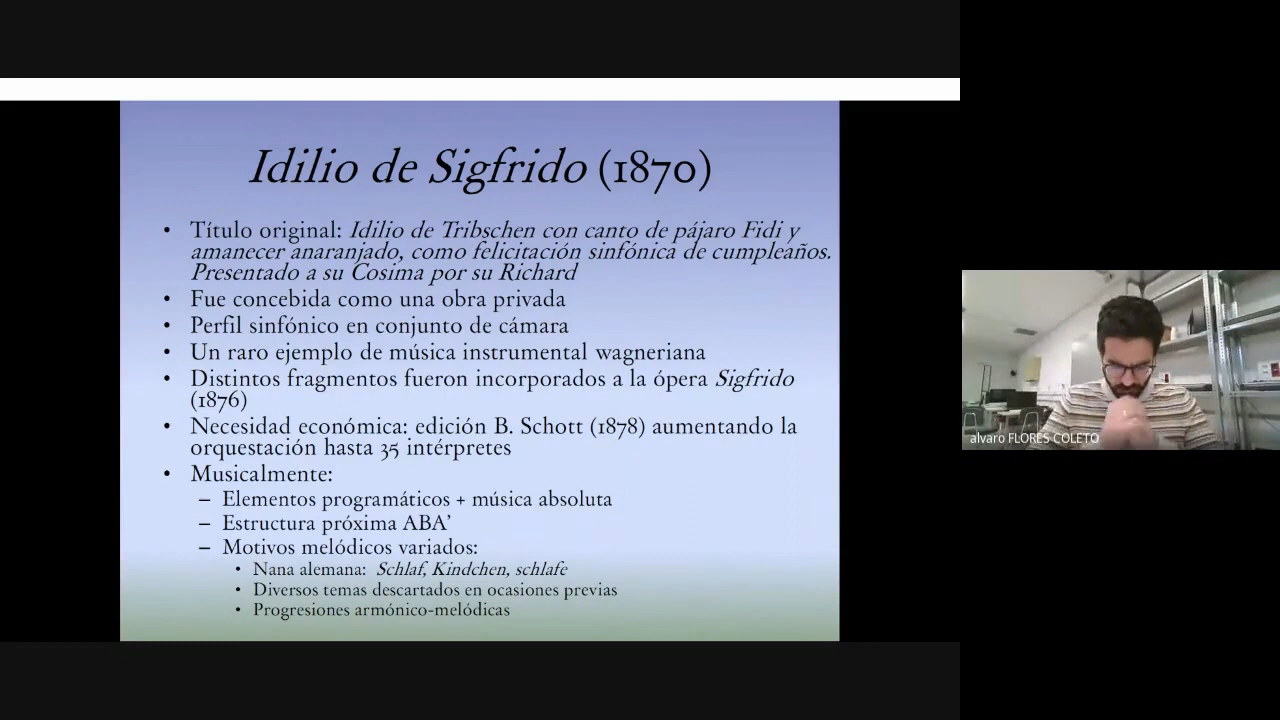 Idilio de Sigfrido (1870)
• Título original: Idilio de Tribschen con canto de pájaro Fidi y
amanecer anaranjado, como felicitación sinfónica de cumpleaños.
Presentado a su Cosima por su Richard
• Fue concebida como una obra privada
• Perfil sinfónico en conjunto de cámara
• Un raro ejemplo de música instrumental wagneriana
• Distintos fragmentos fueron incorporados a la ópera Sigfrido
(1876)
• Necesidad económica: edición B. Schott (1878) aumentando la
orquestación hasta 35 intérpretes
• Musicalmente:
– Elementos programáticos + música absoluta
– Estructura próxima ABA’
– Motivos melódicos variados:
• Nana alemana: Schlaf, Kindchen, schlafe
• Diversos temas descartados en ocasiones previas
• Progresiones armónico-melódicas
alvaro FLORES COLETO